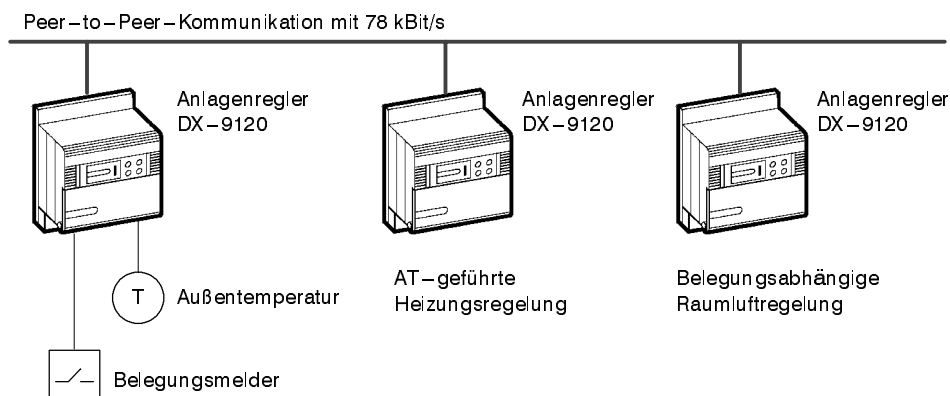 Peer-to-Peer-Kommunikation mit 78 kBit/s
Anlagenregler
DX-9120
Anlagenregler
DX-9120
Anlagenregler
DX-9120
AT-geführte
Heizungsregelung
Belegungsabhängige
Raumluftregelung
T
Außentemperatur
Belegungsmelder